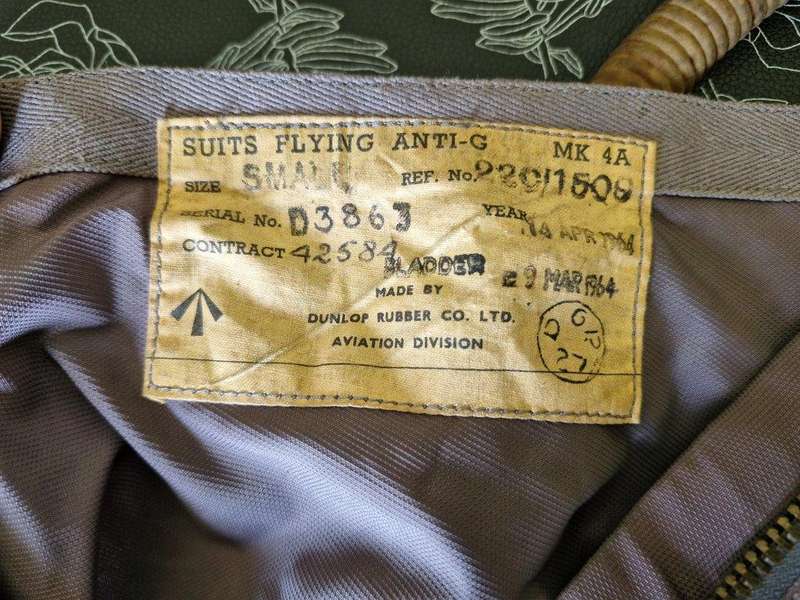 SUITS FLYING ANTI-G MK 4A
SIZE SMALL REF. No. 22C/1509
SERIAL No. D3863 YEAR 14 APR 1964
CONTRACT 42584
BLADDER 9 MAR 1964
MADE BY
DUNLOP RUBBER CO. LTD.
AVIATION DIVISION